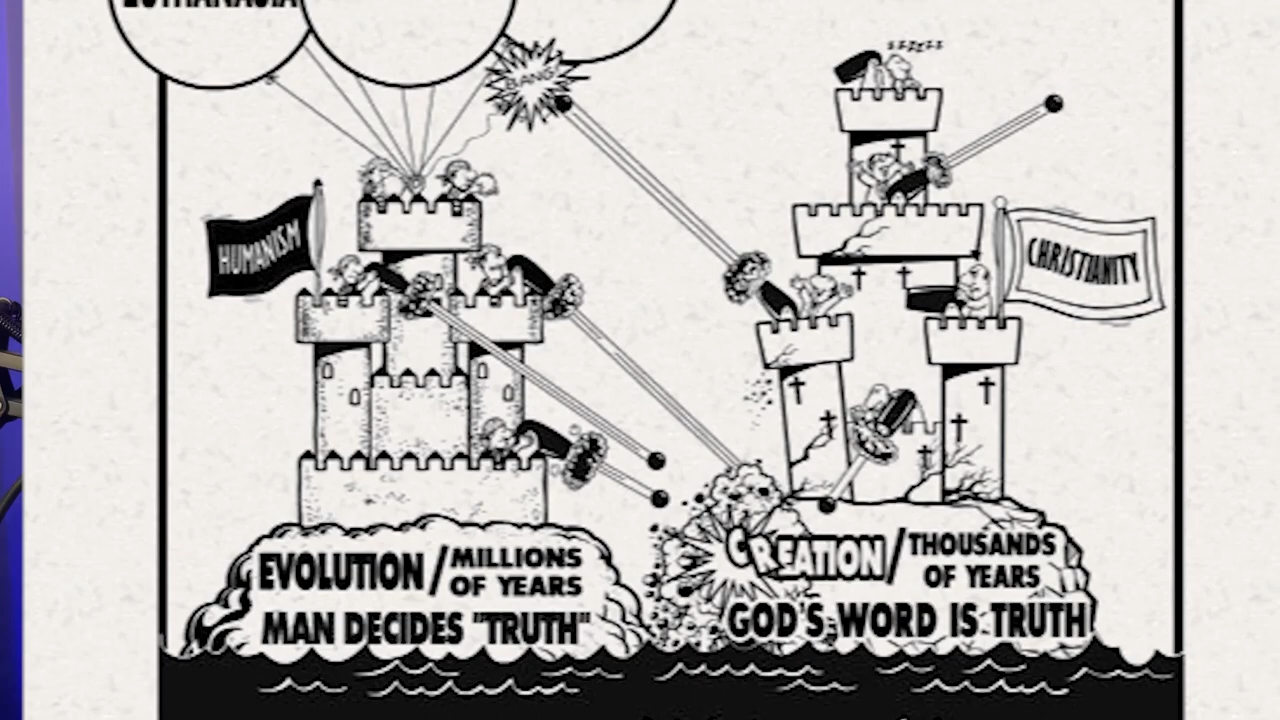 EUTHANASIA
zzzzzz
BANG
HUMANISM
CHRISTIANITY
EVOLUTION / MILLIONS
OF YEARS
MAN DECIDES "TRUTH"
CREATION / THOUSANDS
OF YEARS
GOD'S WORD IS TRUTH